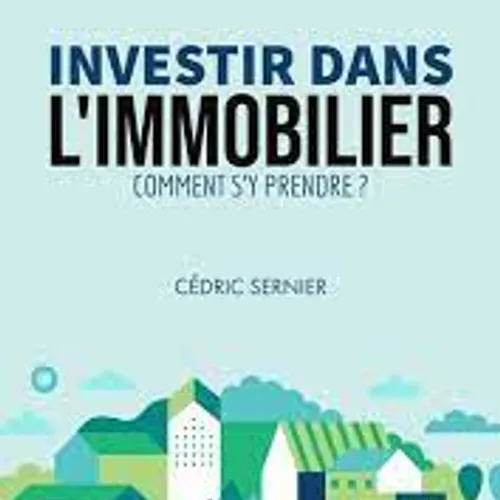 INVESTIR DANS
L'IMMOBILIER
COMMENT S'Y PRENDRE ?
CÉDRIC SERNIER